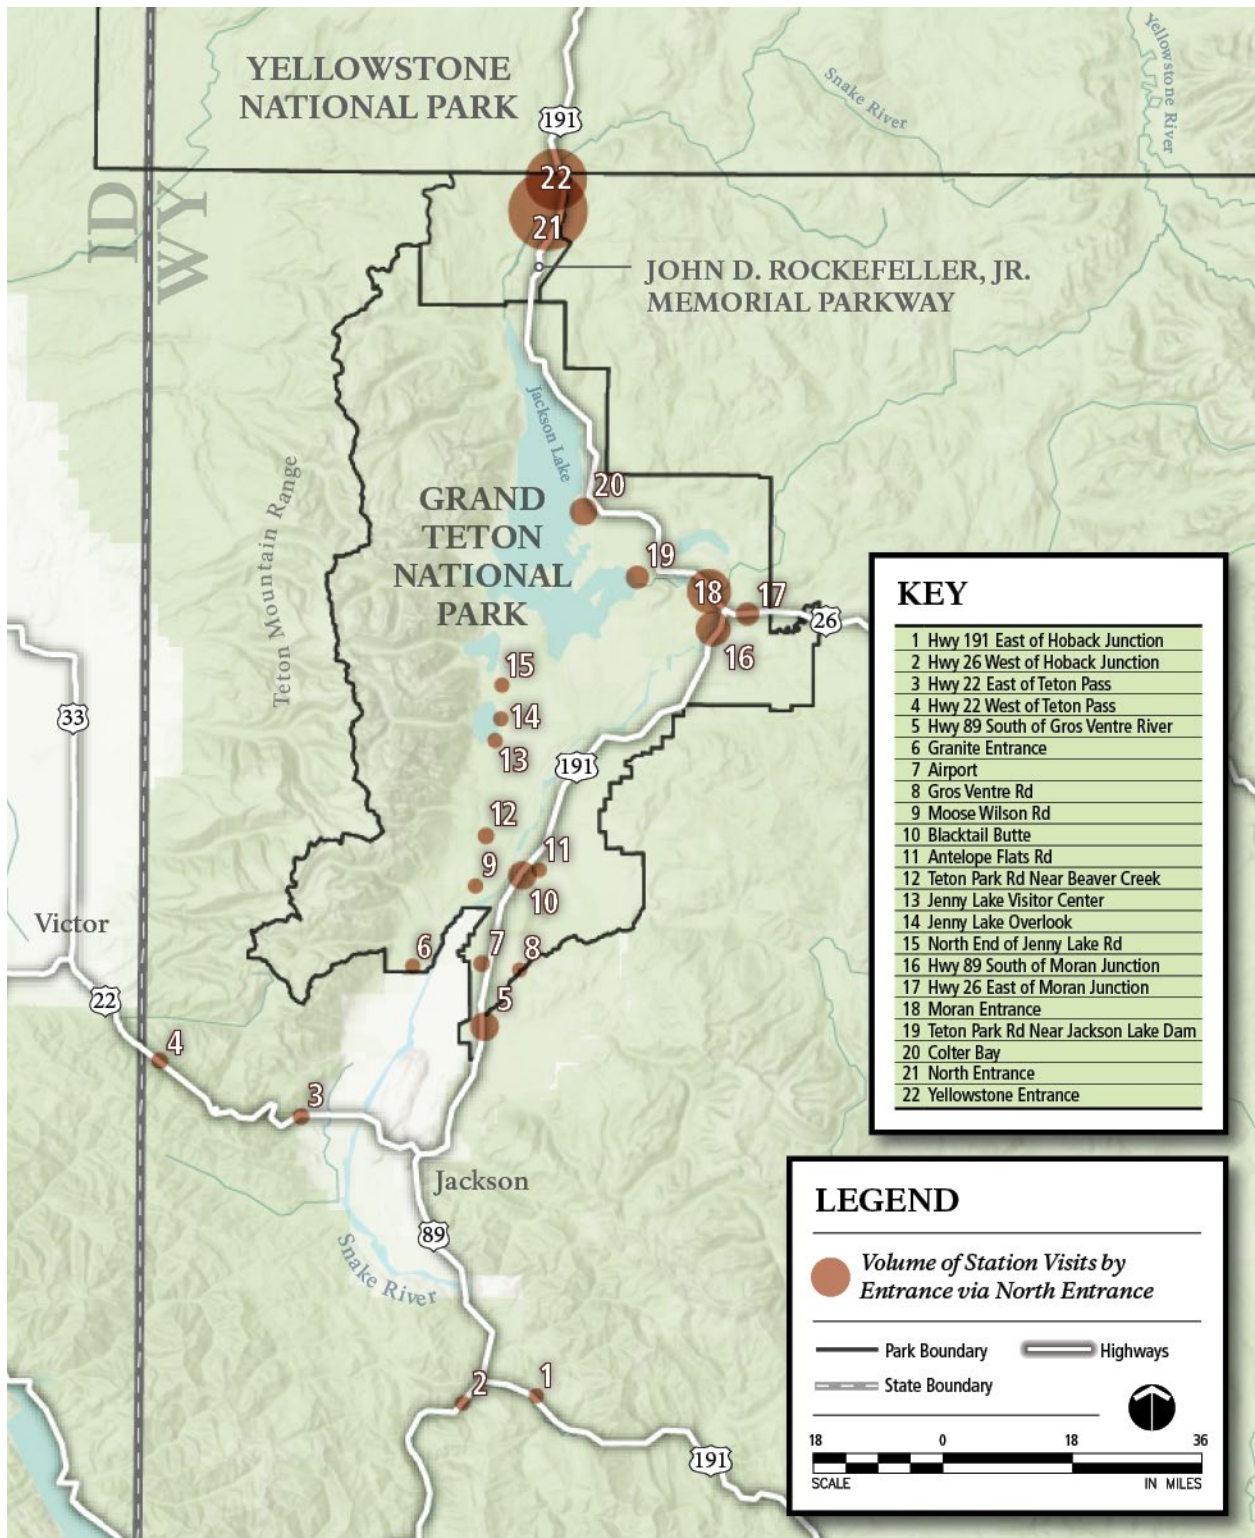 YELLOWSTONE
NATIONAL PARK
191
Snake River
Yellowstone River
22
ID
WY
21
JOHN D. ROCKEFELLER, JR.
MEMORIAL PARKWAY
Jackson Lake
Teton Mountain Range
20
GRAND
TETON
NATIONAL
PARK
19
18
17
26
16
15
33
14
13
191
12
11
9
10
Victor
6
7
8
22
5
4
3
Jackson
89
Snake River
2
1
191
KEY
1 Hwy 191 East of Hoback Junction
2 Hwy 26 West of Hoback Junction
3 Hwy 22 East of Teton Pass
4 Hwy 22 West of Teton Pass
5 Hwy 89 South of Gros Ventre River
6 Granite Entrance
7 Airport
8 Gros Ventre Rd
9 Moose Wilson Rd
10 Blacktail Butte
11 Antelope Flats Rd
12 Teton Park Rd Near Beaver Creek
13 Jenny Lake Visitor Center
14 Jenny Lake Overlook
15 North End of Jenny Lake Rd
16 Hwy 89 South of Moran Junction
17 Hwy 26 East of Moran Junction
18 Moran Entrance
19 Teton Park Rd Near Jackson Lake Dam
20 Colter Bay
21 North Entrance
22 Yellowstone Entrance
LEGEND
Volume of Station Visits by
Entrance via North Entrance
Park Boundary
Highways
State Boundary
18 0 18 36
SCALE IN MILES